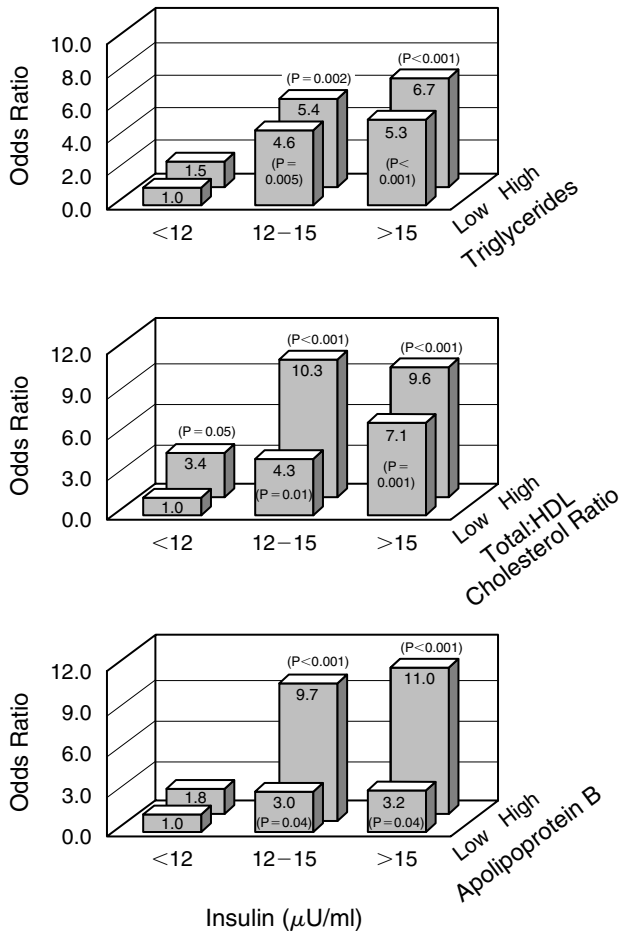 10.0
8.0
6.0
4.0
2.0
0.0
Odds Ratio
(P=0.002)
(P<0.001)
1.5
5.4
6.7
1.0
4.6
(P=
0.005)
5.3
(P<
0.001)
<12
12–15
>15
Low High
Triglycerides
12.0
9.0
6.0
3.0
0.0
Odds Ratio
(P=0.05)
(P<0.001)
(P<0.001)
3.4
10.3
9.6
1.0
4.3
(P=0.01)
7.1
(P=
0.001)
<12
12–15
>15
Low High
Total:HDL
Cholesterol Ratio
12.0
9.0
6.0
3.0
0.0
Odds Ratio
(P<0.001)
(P<0.001)
1.8
9.7
11.0
1.0
3.0
(P=0.04)
3.2
(P=0.04)
<12
12–15
>15
Low High
Apolipoprotein B
Insulin (μU/ml)